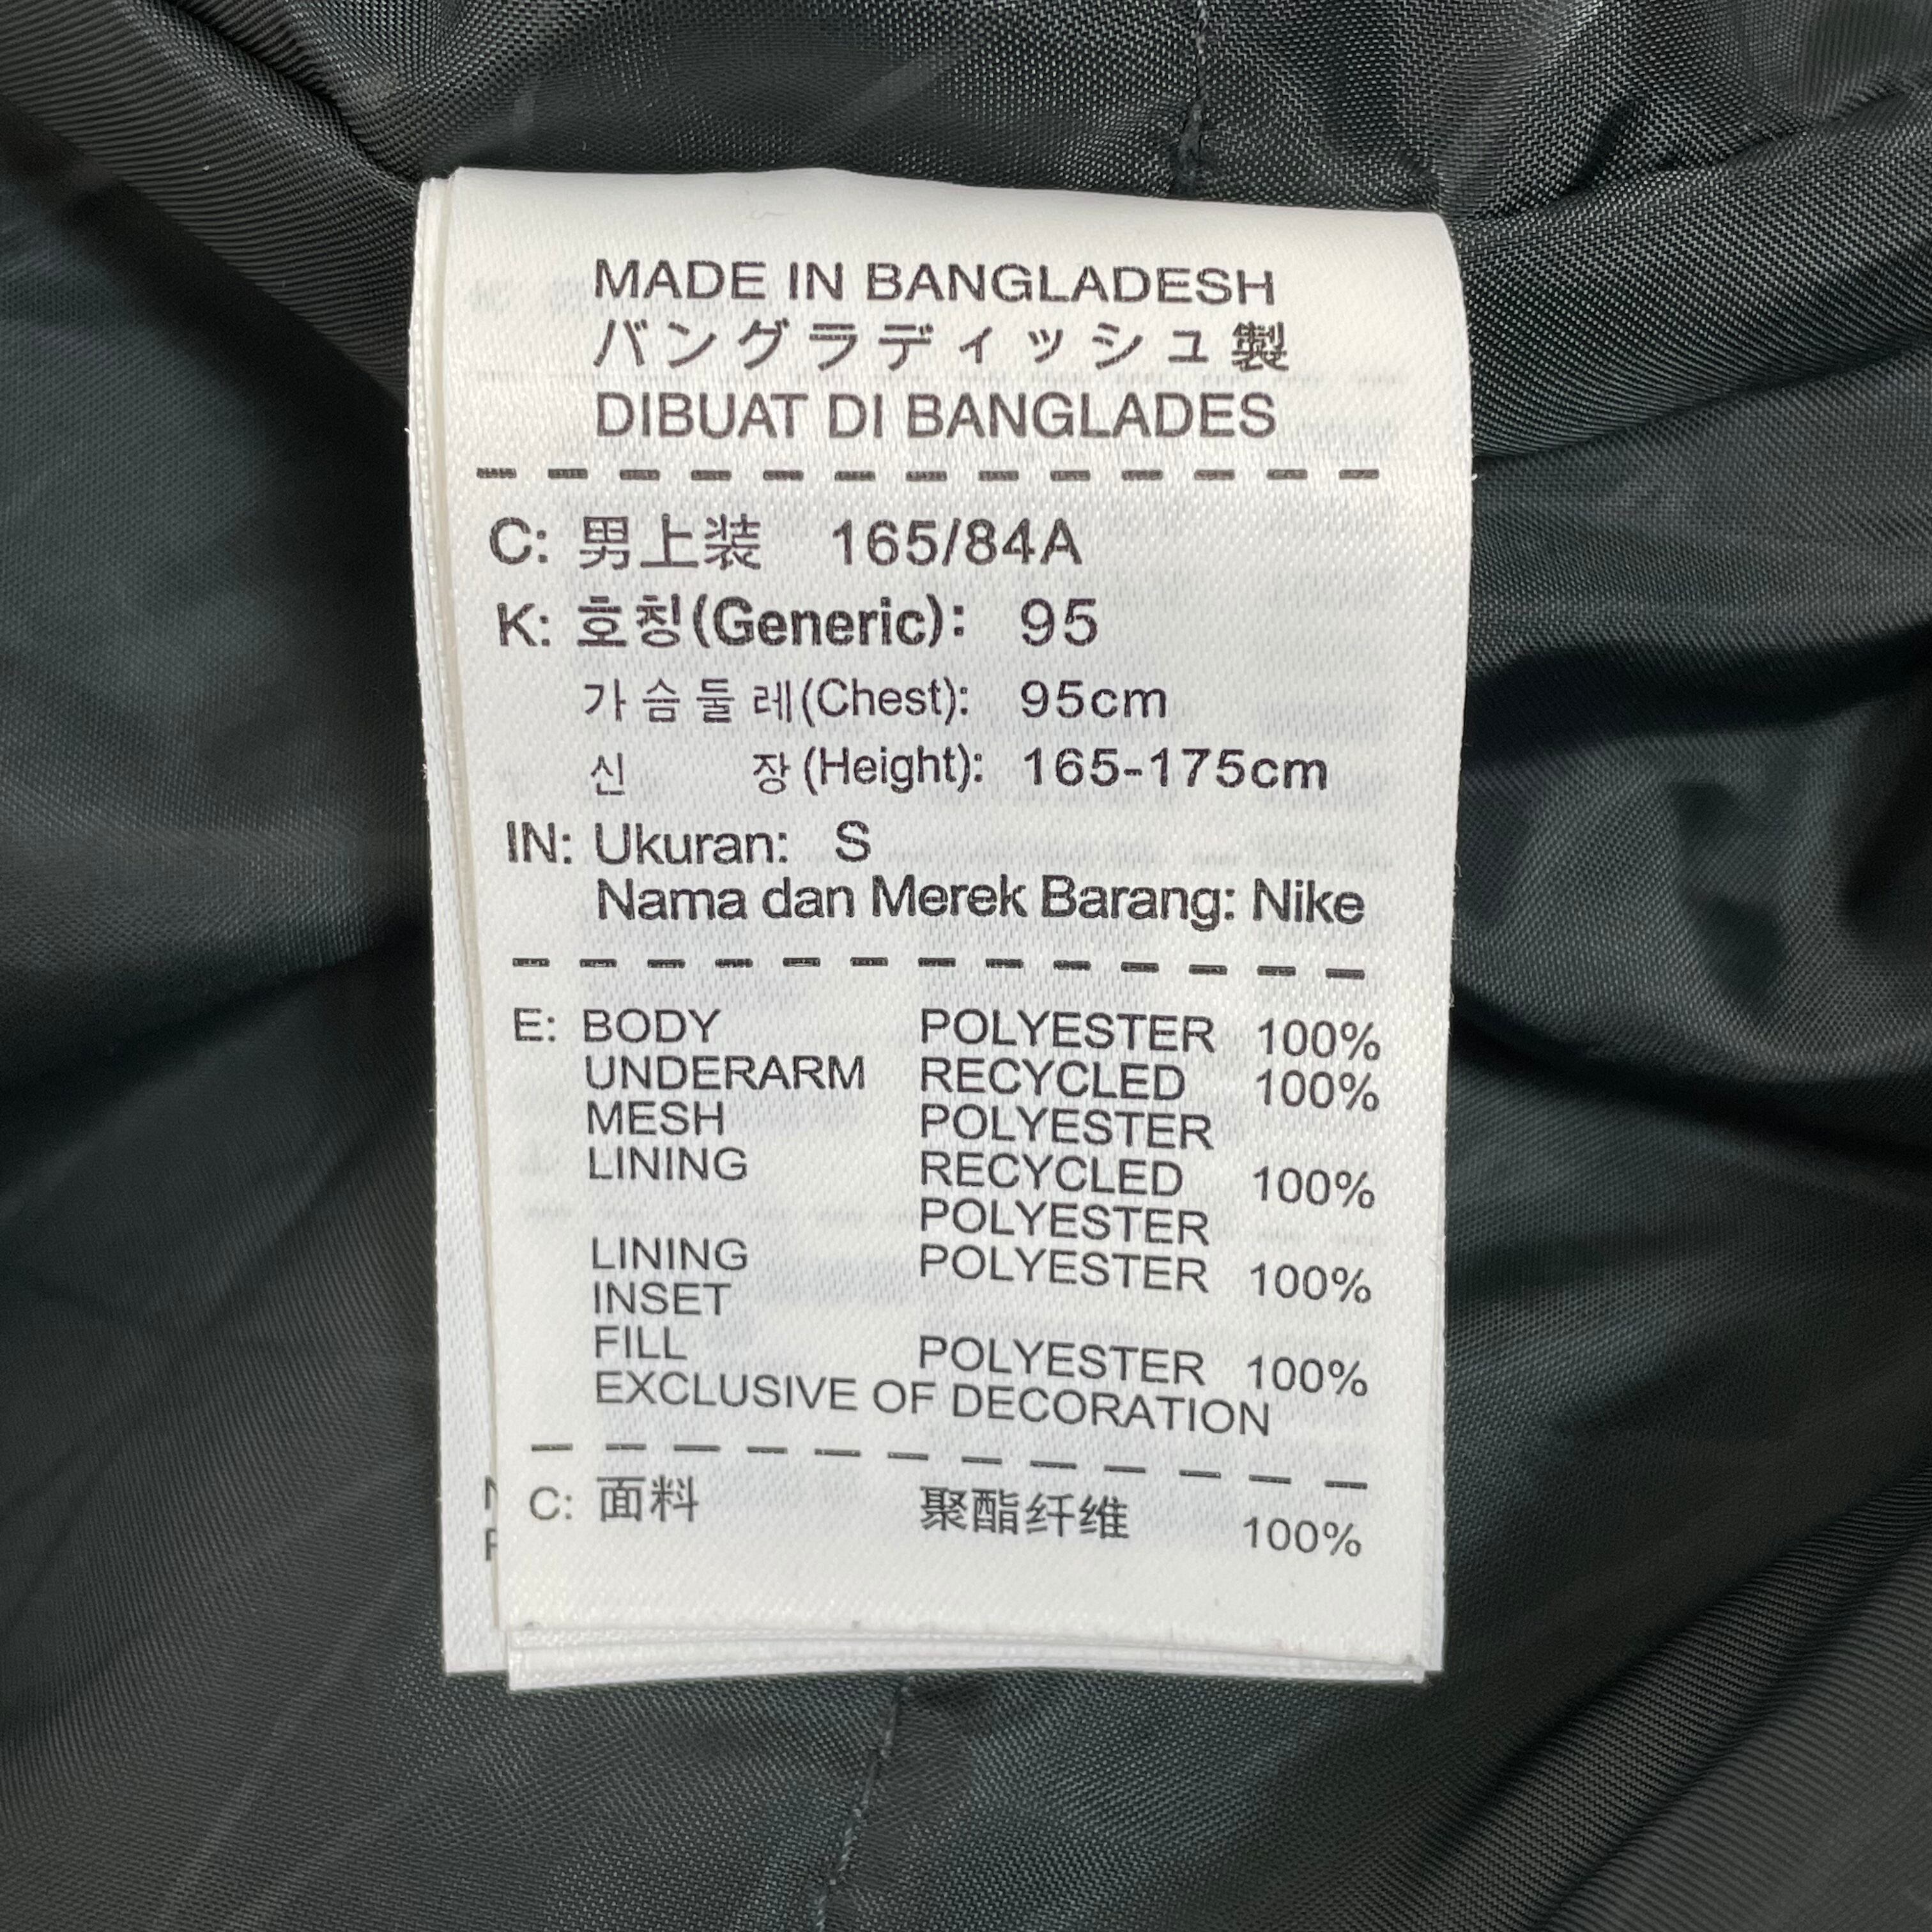 MADE IN BANGLADESH
バングラディッシュ製
DIBUAT DI BANGLADES
C: 男上装 165/84A
K: 호칭(Generic): 95
가슴둘레(Chest): 95cm
신 장(Height): 165-175cm
IN: Ukuran: S
Nama dan Merek Barang: Nike
E: BODY POLYESTER 100%
UNDERARM RECYCLED 100%
MESH POLYESTER
LINING RECYCLED 100%
POLYESTER
LINING POLYESTER 100%
INSET
FILL POLYESTER 100%
EXCLUSIVE OF DECORATION
C: 面料 聚酯纤维 100%